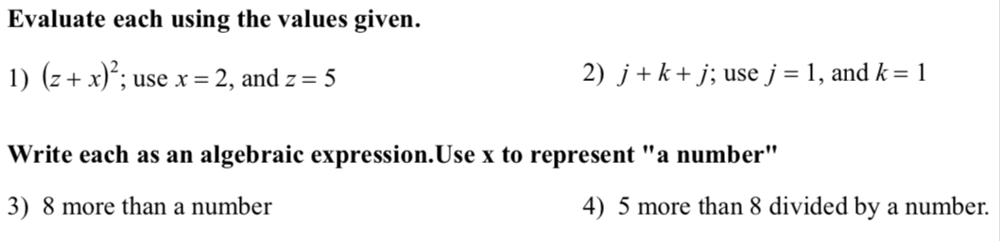 Evaluate each using the values given.
1) (z + x)²; use x = 2, and z = 5
2) j + k + j; use j = 1, and k = 1
Write each as an algebraic expression.Use x to represent "a number"
3) 8 more than a number
4) 5 more than 8 divided by a number.